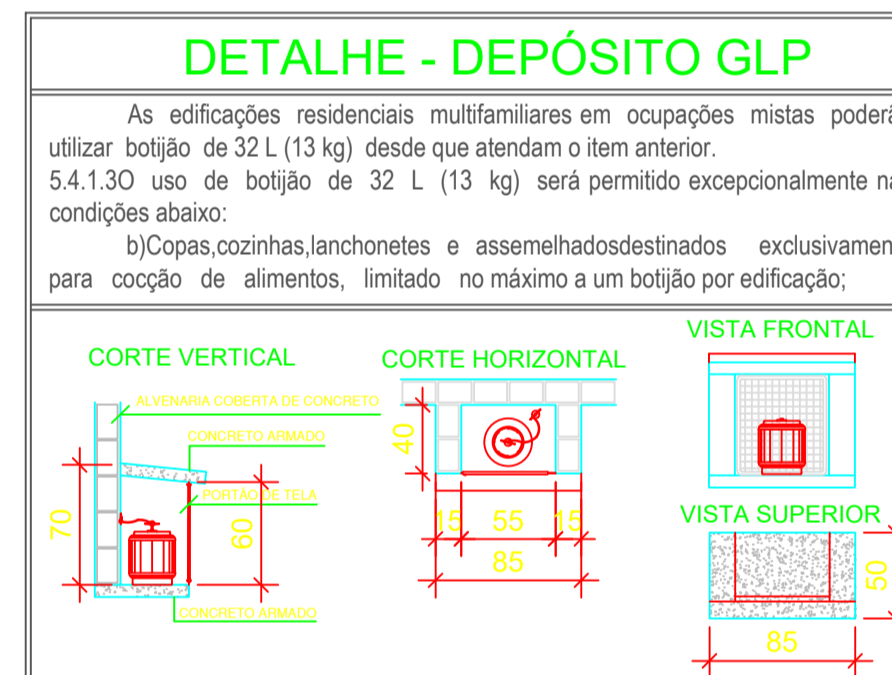 DETALHE - DEPÓSITO GLP
As edificações residenciais multifamiliares em ocupações mistas
utilizar botijão de 32 L (13 kg) desde que atendam o item anterior.
5.4.1.3O uso de botijão de 32 L (13 kg) será permitido excepcionalmente
condições abaixo:
b)Copas,cozinhas,lanchonetes e assemelhadosdestinados
para cocção de alimentos, limitado no máximo a um botijão por edificação;
CORTE VERTICAL
ALVENARIA COBERTA DE CONCRETO
CONCRETO ARMADO
PORTÃO DE TELA
70
60
CONCRETO ARMADO
CORTE HORIZONTAL
40
15 55 15
85
VISTA FRONTAL
VISTA SUPERIOR
50
85